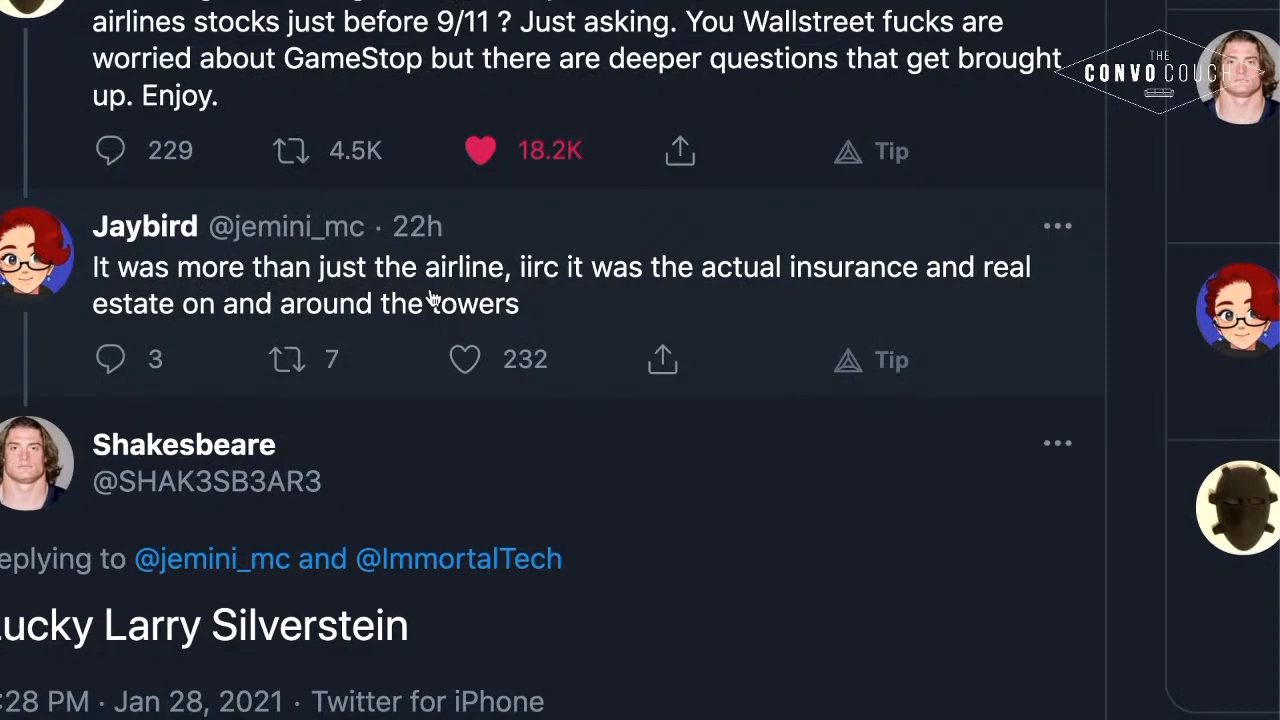 airlines stocks just before 9/11 ? Just asking. You Wallstreet fucks are
worried about GameStop but there are deeper questions that get brought
up. Enjoy.
229 4.5K 18.2K Tip
THE
CONVO COUCH
Jaybird @jemini_mc · 22h
It was more than just the airline, iirc it was the actual insurance and real
estate on and around the towers
3 7 232 Tip
Shakesbeare
@SHAK3SB3AR3
eplying to @jemini_mc and @ImmortalTech
Lucky Larry Silverstein
:28 PM · Jan 28, 2021 · Twitter for iPhone